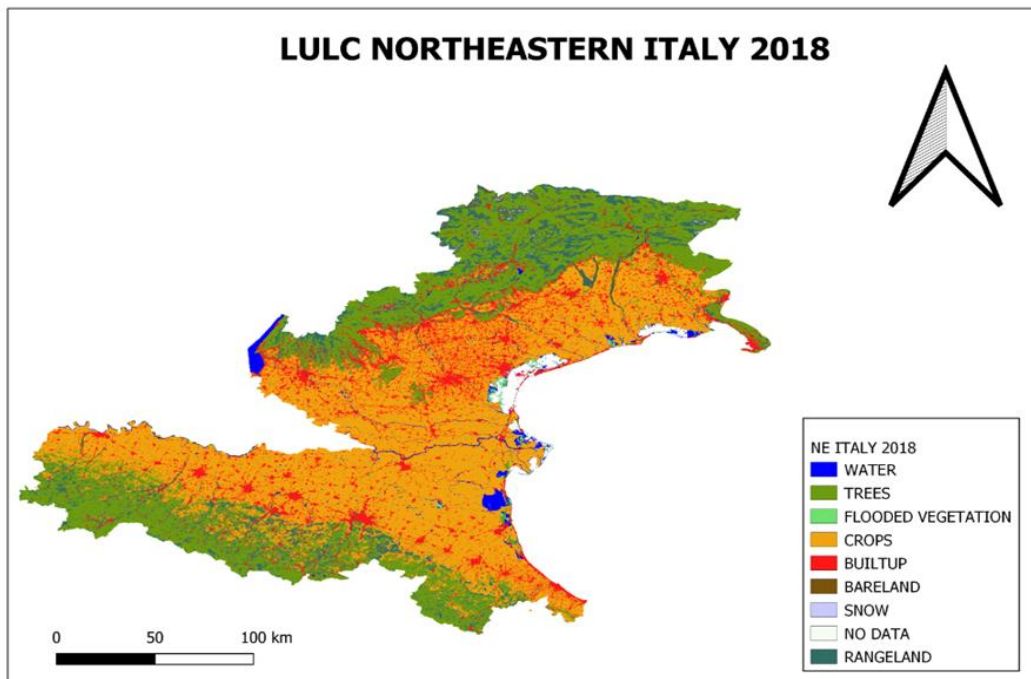 LULC NORTHEASTERN ITALY 2018
NE ITALY 2018
WATER
TREES
FLOODED VEGETATION
CROPS
BUILTUP
BARELAND
SNOW
NO DATA
RANGELAND
0 50 100 km